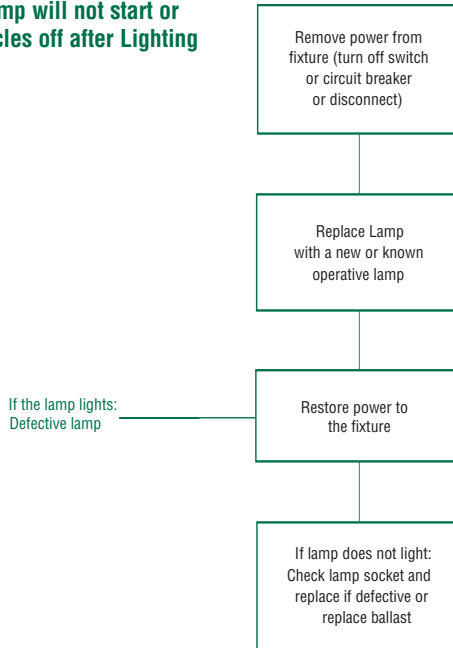 will not start or
off after Lighting
Remove power from
fixture (turn off switch
or circuit breaker
or disconnect)
Replace Lamp
with a new or known
operative lamp
If the lamp lights:
Defective lamp
Restore power to
the fixture
If lamp does not light:
Check lamp socket and
replace if defective or
replace ballast